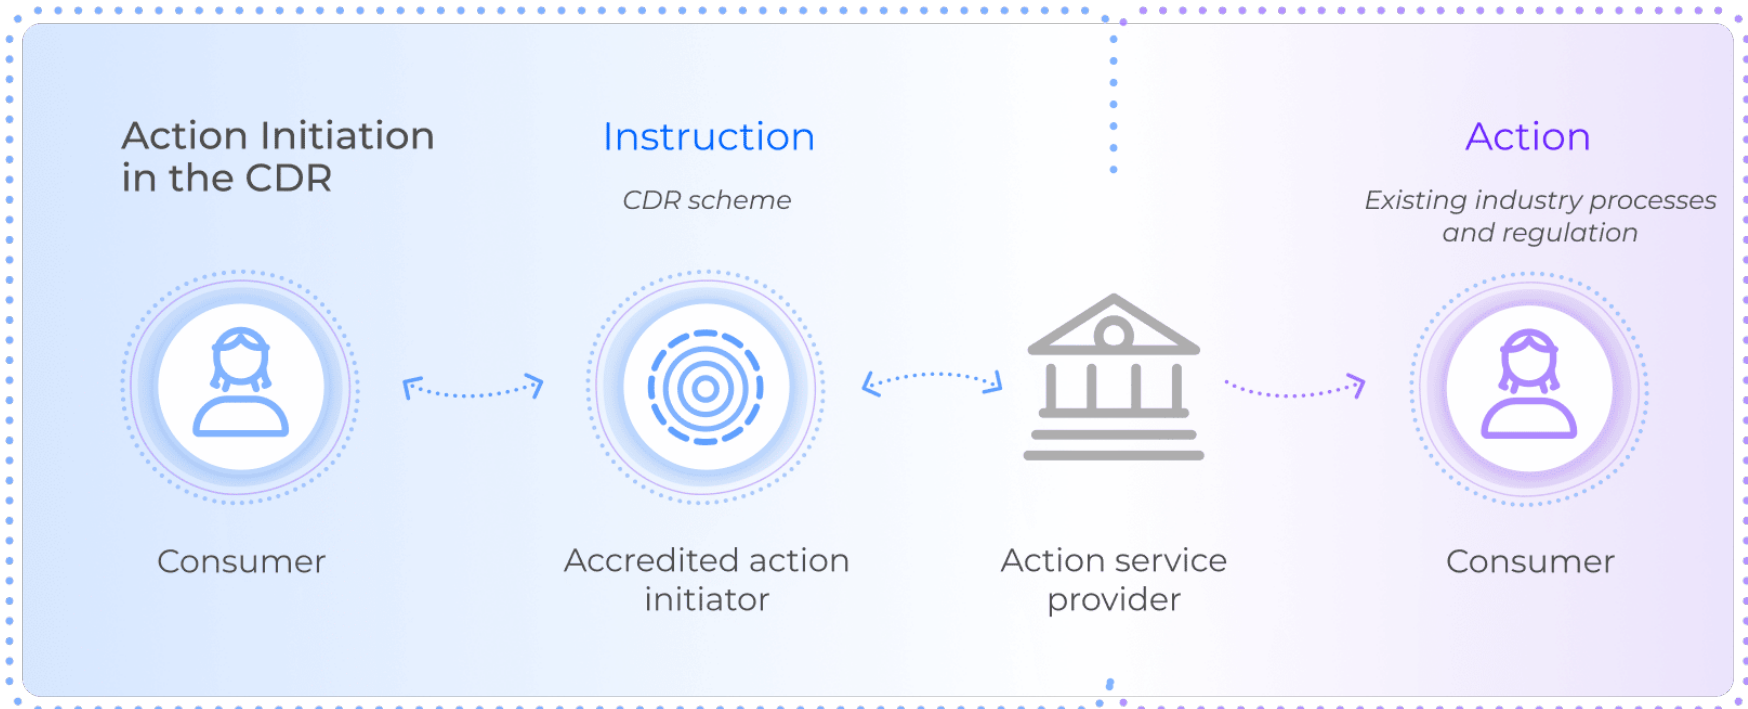 Action Initiation
in the CDR
Instruction
CDR scheme
Action
Existing industry processes
and regulation
Consumer
Accredited action
initiator
Action service
provider
Consumer